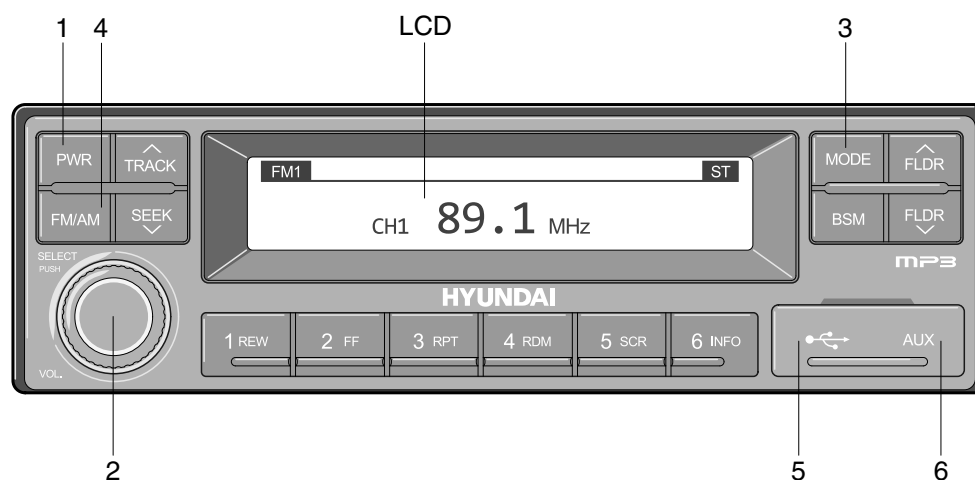 1 4 LCD 3
PWR TRACK
FM/AM SEEK
FM1 ST
CH1 89.1 MHz
MODE FLDR
BSM FLDR
SELECT
PUSH
VOL.
MP3
HYUNDAI
1 REW 2 FF 3 RPT 4 RDM 5 SCR 6 INFO
AUX
2 5 6